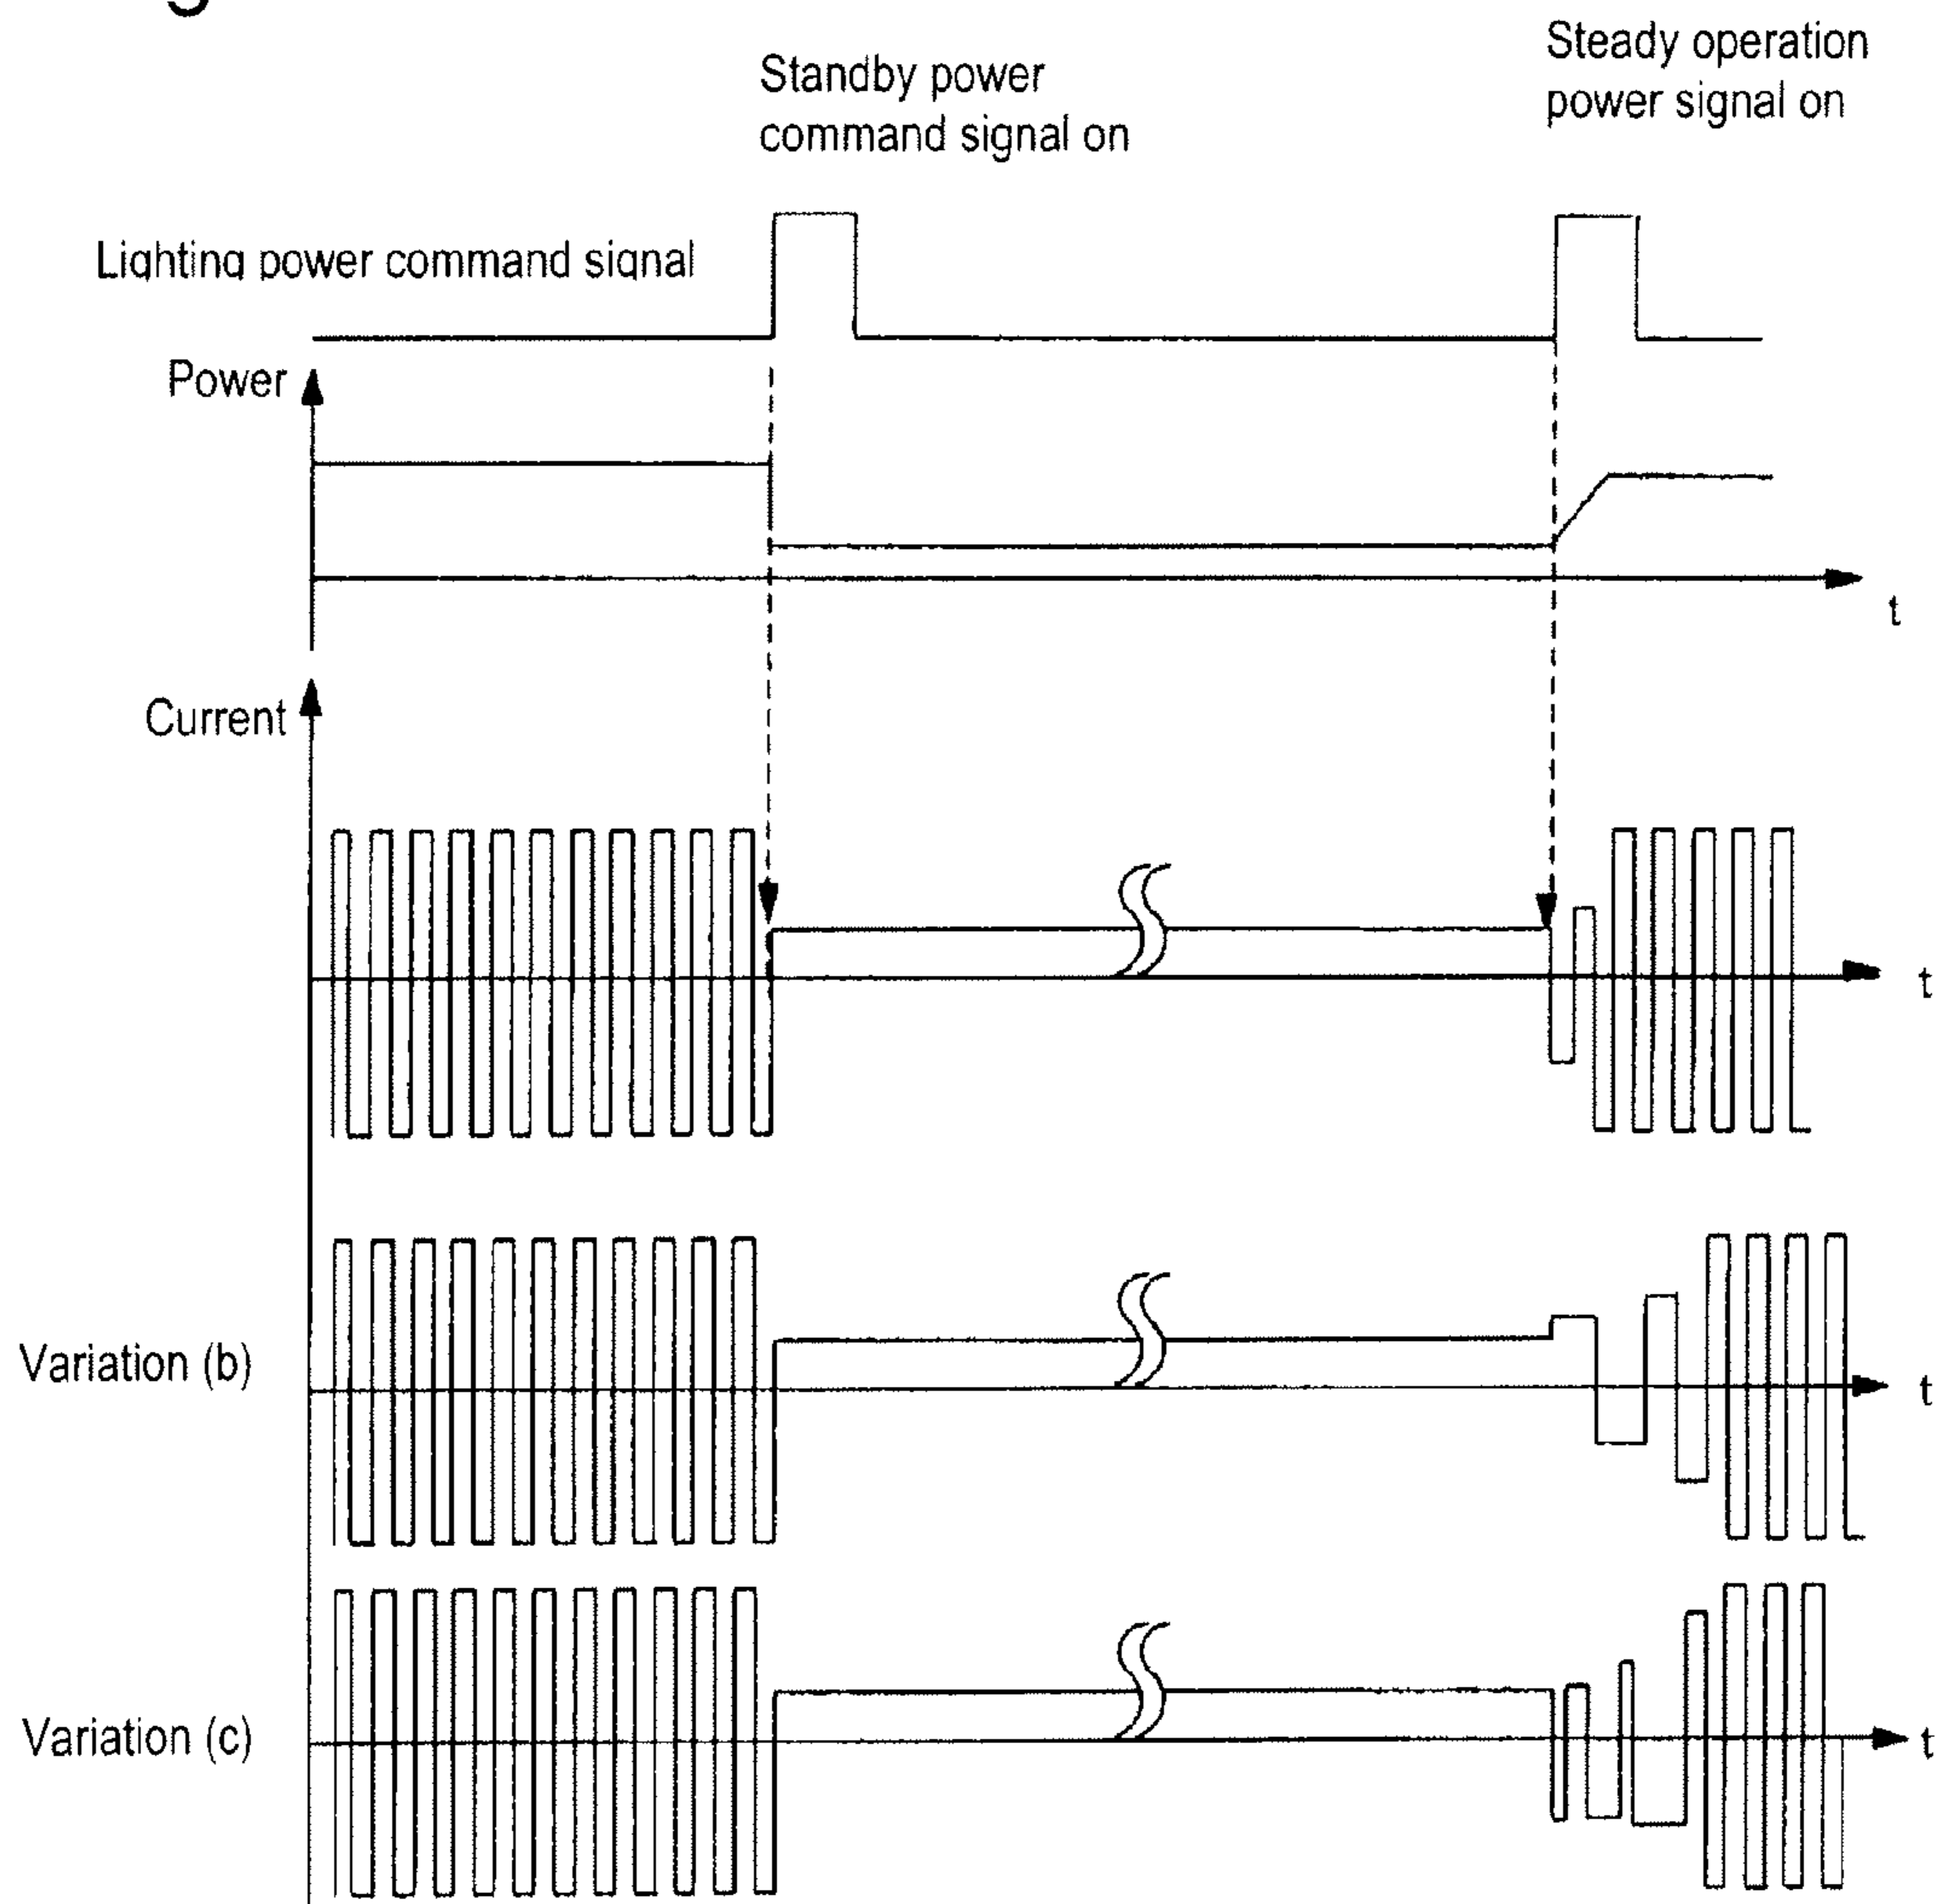 Standby power
command signal on
Steady operation
power signal on
Lighting power command signal
Power
t
Current
t
Variation (b)
t
Variation (c)
t